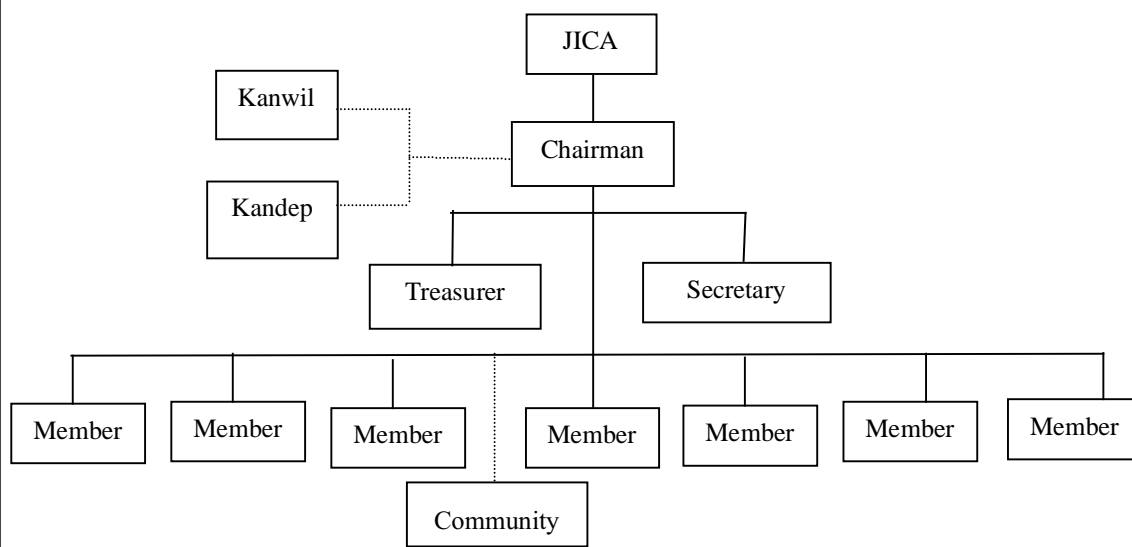 JICA
Kanwil
Chairman
Kandep
Treasurer
Secretary
Member
Member
Member
Member
Member
Member
Member
Community